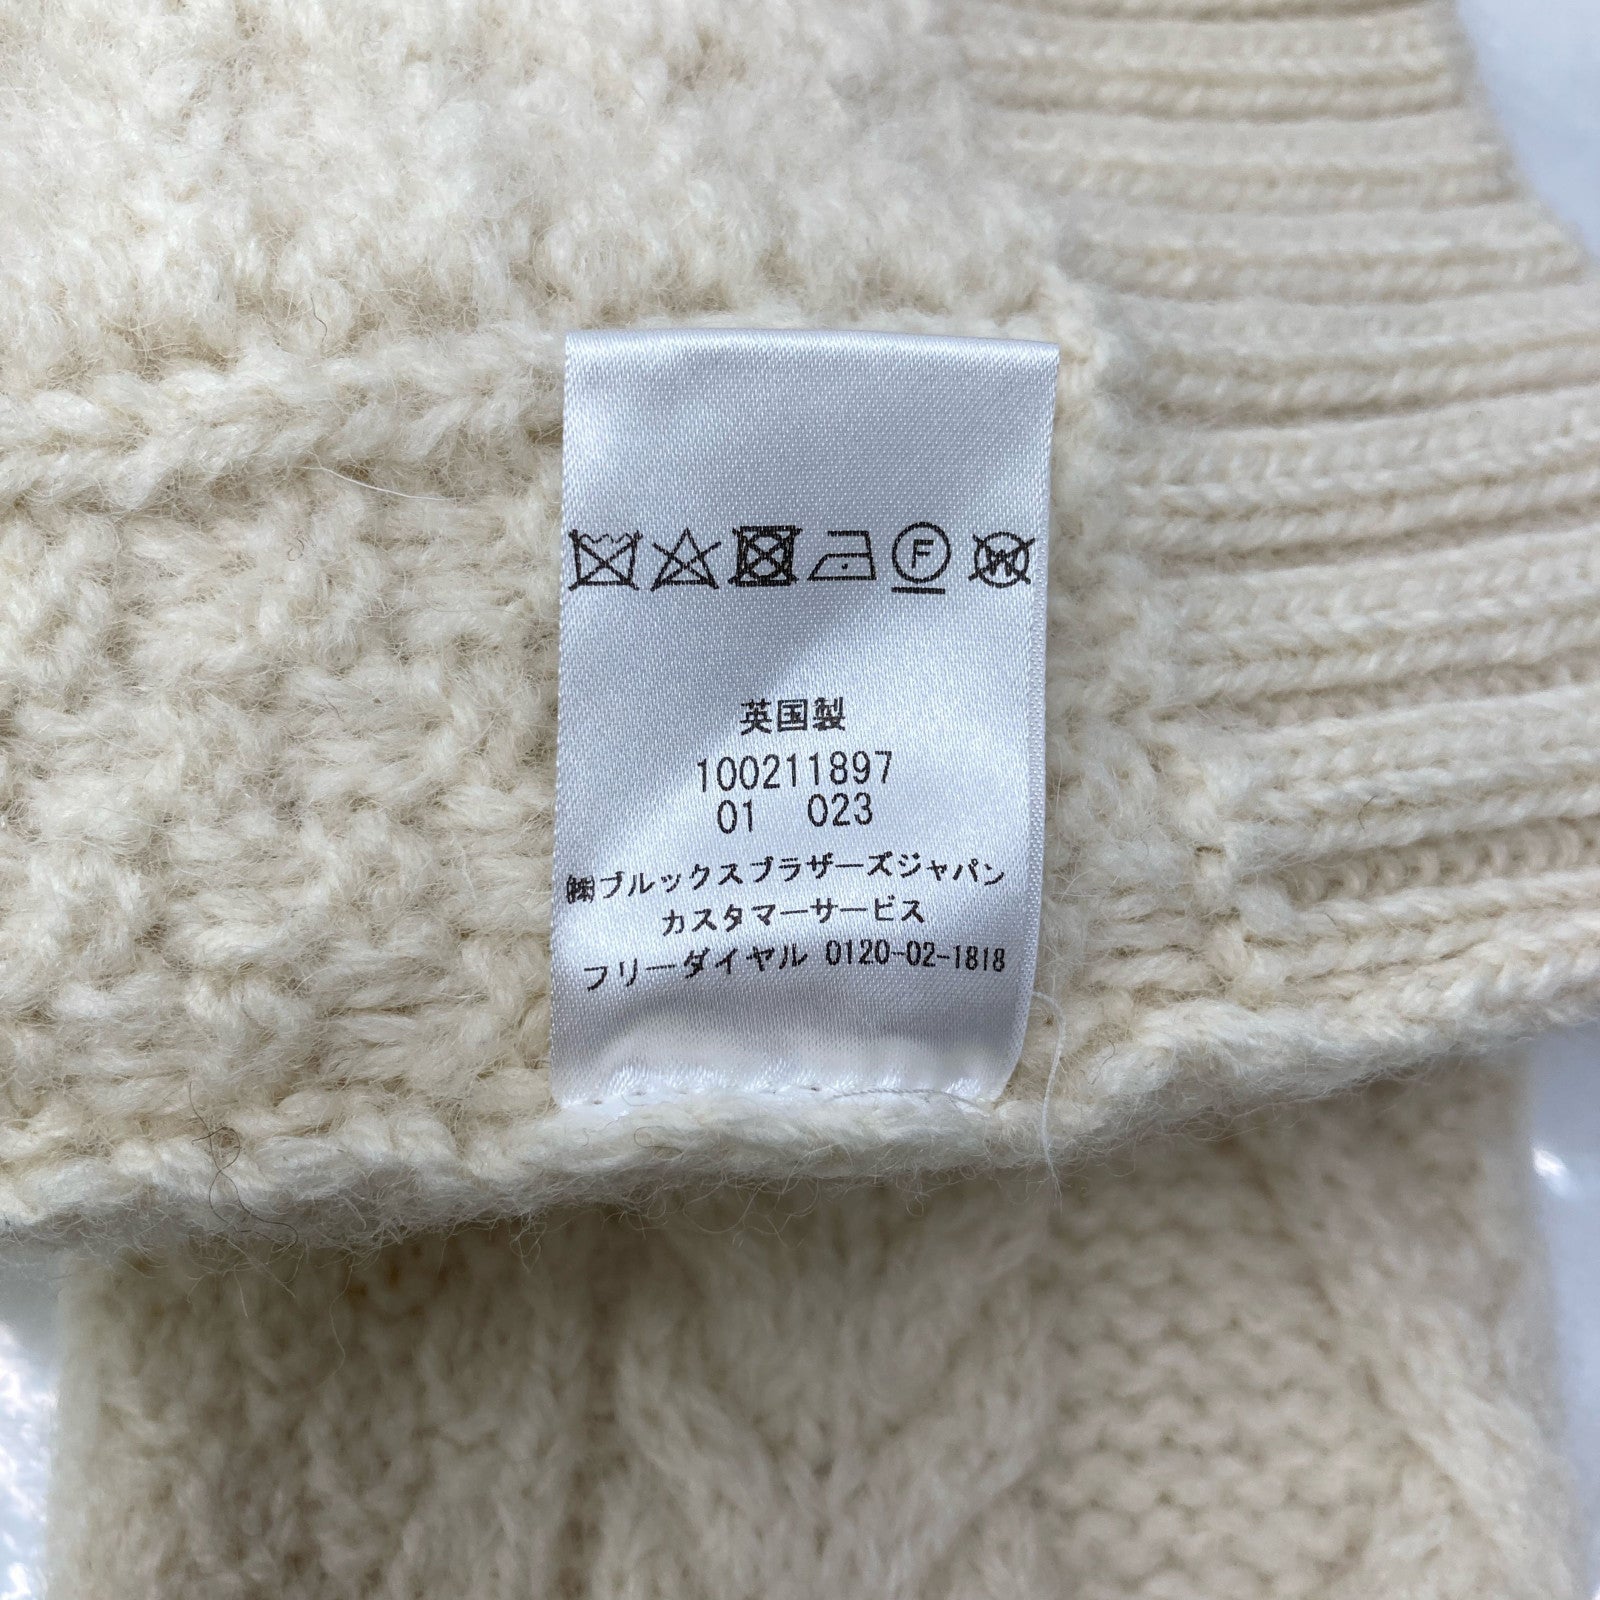 F
W
英国製
100211897
01 023
㈱ブルックスブラザーズジャパン
カスタマーサービス
フリーダイヤル 0120-02-1818